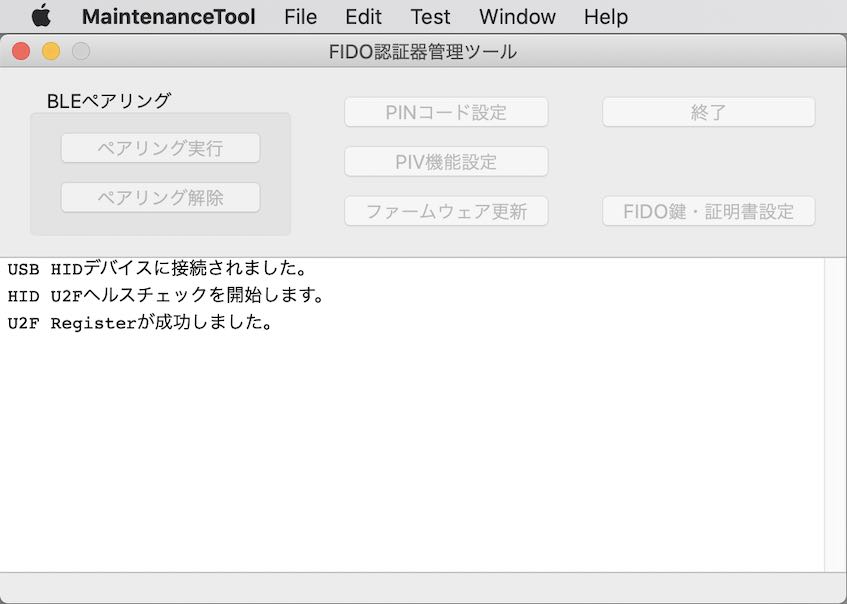 MaintenanceTool File Edit Test Window Help
FIDO認証器管理ツール
BLEペアリング
ペアリング実行
ペアリング解除
PINコード設定
PIV機能設定
ファームウェア更新
終了
FIDO鍵・証明書設定
USB HIDデバイスに接続されました。
HID U2Fヘルスチェックを開始します。
U2F Registerが成功しました。